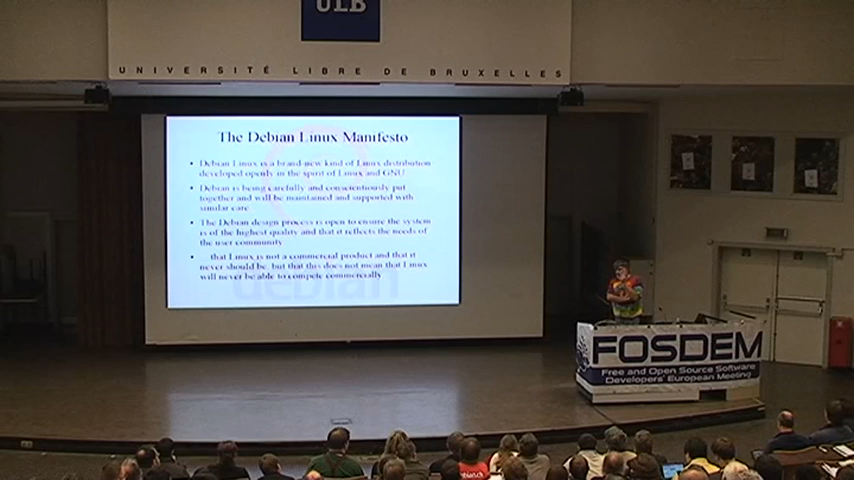 ULB
UNIVERSITÉ LIBRE DE BRUXELLES
The Debian Linux Manifesto
• Debian Linux is a brand-new kind of Linux distribution
developed openly in the spirit of Linux and GNU
• Debian is being carefully and conscientiously put
together and will be maintained and supported with
similar care
• The Debian design process is open to ensure the system
is of the highest quality and that it reflects the needs of
the user community
• that Linux is not a commercial product and that it
never should be, but that this does not mean that Linux
will never be able to compete commercially
debian
FOSDEM
Free and Open Source Software
Developers' European Meeting
debian.ch